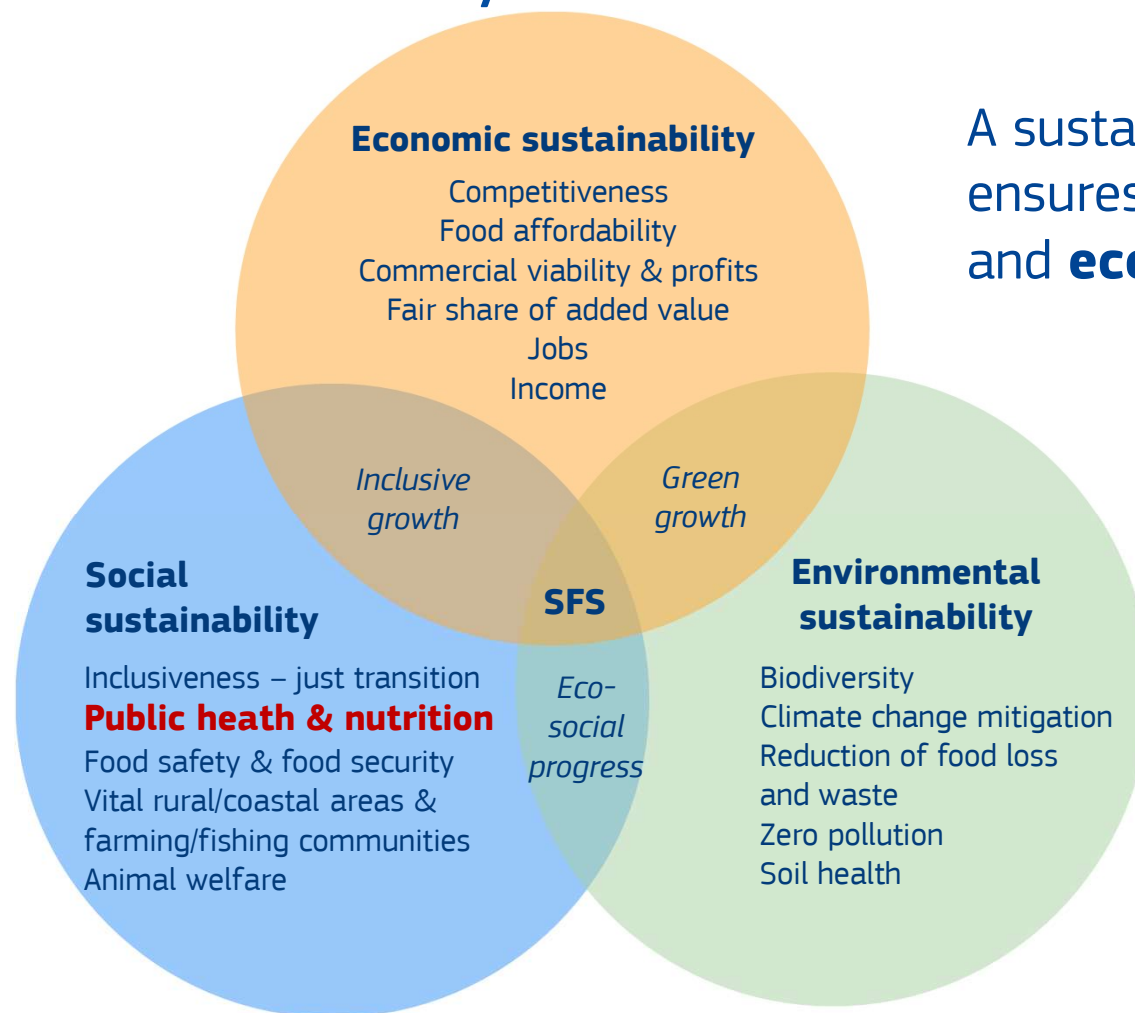 y
A susta
ensures
and eco
Economic sustainability
Competitiveness
Food affordability
Commercial viability & profits
Fair share of added value
Jobs
Income
Inclusive
growth
Green
growth
Social
sustainability
SFS
Environmental
sustainability
Inclusiveness – just transition
Public heath & nutrition
Food safety & food security
Vital rural/coastal areas &
farming/fishing communities
Animal welfare
Eco-
social
progress
Biodiversity
Climate change mitigation
Reduction of food loss
and waste
Zero pollution
Soil health